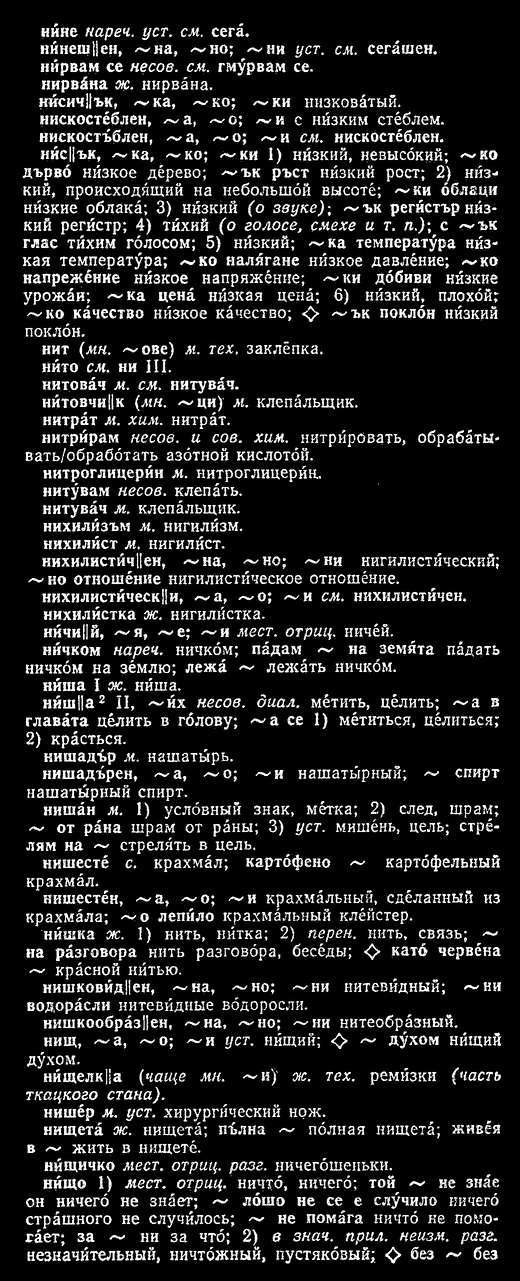 ни́не нареч. уст. см. сега́.
ни́неш||ен, ~на, ~но; ~ни уст. см. сега́шен.
ни́рвам се несов. см. гму́рвам се.
нирва́на ж. нирва́на.
ни́сич||ък, ~ка, ~ко; ~ки низкова́тый.
нискосте́блен, ~а, ~о; ~и с ни́зким сте́блем.
нискостъ́блен, ~а, ~о; ~и см. нискосте́блен.
ни́с||ък, ~ка, ~ко; ~ки 1) ни́зкий, невысо́кий; ~ко
дърво́ ни́зкое де́рево; ~ък ръст ни́зкий рост; 2) ни́з-
кий, происходя́щий на небольшо́й высоте́; ~ки о́блаци
ни́зкие облака́; 3) ни́зкий (о звуке); ~ък реги́стър ни́з-
кий реги́стр; 4) ти́хий (о голосе, смехе и т. п.); с ~ък
глас ти́хим го́лосом; 5) ни́зкий; ~ка температу́ра ни́з-
кая температу́ра; ~ко наля́гане ни́зкое давле́ние; ~ко
напреже́ние ни́зкое напряже́ние; ~ки до́биви ни́зкие
урожа́и; ~ка цена́ ни́зкая цена́; 6) ни́зкий, плохо́й;
~ко ка́чество ни́зкое ка́чество; ◇ ~ък покло́н ни́зкий
покло́н.
нит (мн. ~ове) м. тех. заклёпка.
ни́то см. ни III.
нитова́ч м. см. нитува́ч.
ни́товчи||к (мн. ~ци) м. клепа́льщик.
нитра́т м. хим. нитра́т.
нитри́рам несов. и сов. хим. нитри́ровать, обраба́ты-
вать/обрабо́тать азо́тной кислото́й.
нитроглицери́н м. нитроглицери́н.
ниту́вам несов. клепа́ть.
нитува́ч м. клепа́льщик.
нихили́зъм м. нигили́зм.
нихили́ст м. нигили́ст.
нихилисти́ч||ен, ~на, ~но; ~ни нигилисти́ческий;
~но отноше́ние нигилисти́ческое отноше́ние.
нихилисти́ческ||и, ~а, ~о; ~и см. нихилисти́чен.
нихили́стка ж. нигили́стка.
ни́чи||й, ~я, ~е; ~и мест. отриц. ниче́й.
ни́чком нареч. ничко́м; па́дам ~ на земя́та па́дать
ничко́м на зе́млю; лежа́ ~ лежа́ть ничко́м.
ни́ша I ж. ни́ша.
ни́ш||а² II, ~их несов. диал. ме́тить, це́лить; ~а в
глава́та це́лить в го́лову; ~а се 1) ме́титься, це́литься;
2) кра́сться.
нишадъ́р м. нашаты́рь.
нишадъ́рен, ~а, ~о; ~и нашаты́рный; ~ спирт
нашаты́рный спирт.
ниша́н м. 1) усло́вный знак, ме́тка; 2) след, шрам;
~ от ра́на шрам от ра́ны; 3) уст. мише́нь, цель; стре́-
лям на ~ стреля́ть в цель.
нишесте́ с. крахма́л; карто́фено ~ карто́фельный
крахма́л.
нишесте́н, ~а, ~о; ~и крахма́льный, сде́ланный из
крахма́ла; ~о лепи́ло крахма́льный кле́йстер.
ни́шка ж. 1) нить, ни́тка; 2) перен. нить, связь; ~
на ра́зговора нить разгово́ра, бесе́ды; ◇ като́ черве́на
~ кра́сной ни́тью.
нишкови́д||ен, ~на, ~но; ~ни нитеви́дный; ~ни
водора́сли нитеви́дные во́доросли.
нишкообра́з||ен, ~на, ~но; ~ни нитеобра́зный.
нищ, ~а, ~о; ~и уст. ни́щий; ◇ ~ ду́хом ни́щий
ду́хом.
ни́щелк||а (чаще мн. ~и) ж. тех. ремизки (часть
ткацкого стана).
нише́р м. уст. хирурги́ческий нож.
нищета́ ж. нищета́; пъ́лна ~ по́лная нищета́; живе́я
в ~ жить в нищете́.
ни́щичко мест. отриц. разг. ничего́шеньки.
ни́що 1) мест. отриц. ничто́, ничего́; той ~ не зна́е
он ничего́ не зна́ет; ~ ло́шо не се е случи́ло ничего́
стра́шного не случи́лось; ~ не пома́га ничто́ не помо-
га́ет; за ~ ни за что́; 2) в знач. прил. неизм. разг.
незначи́тельный, ничто́жный, пустяко́вый; ◇ без ~ без